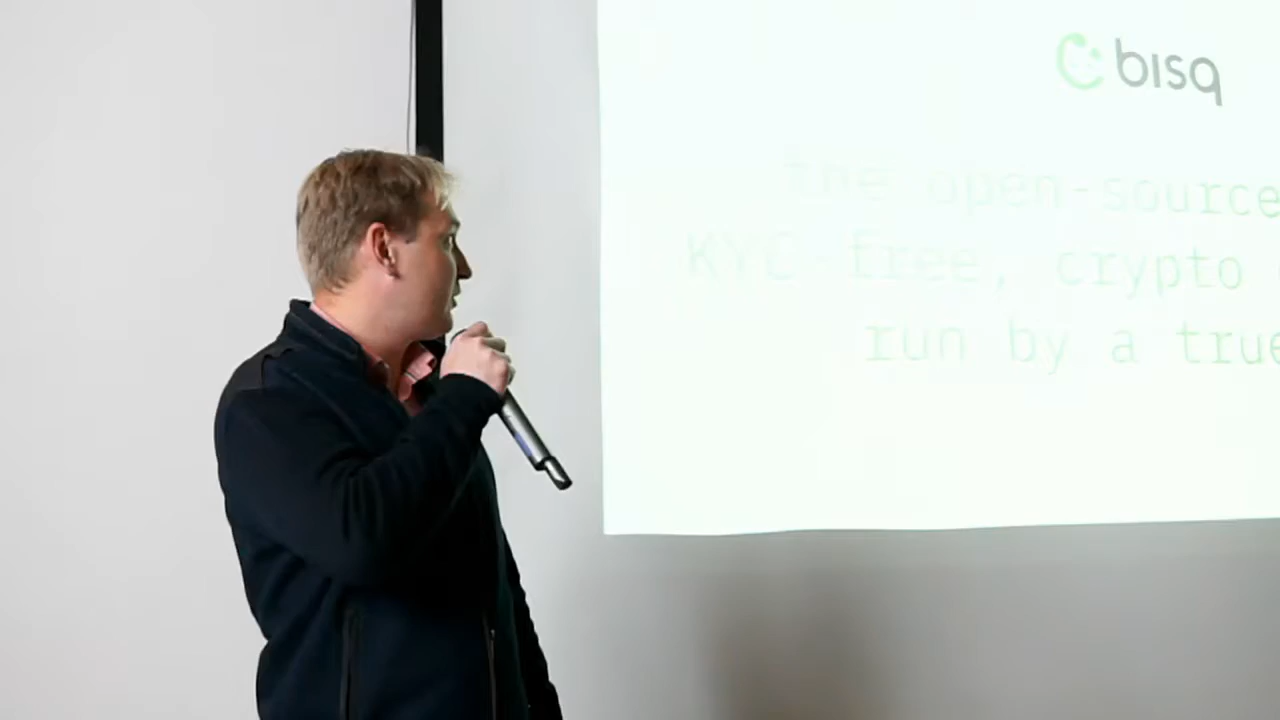 bisq
The open-source
KYC free, crypto
run by a true